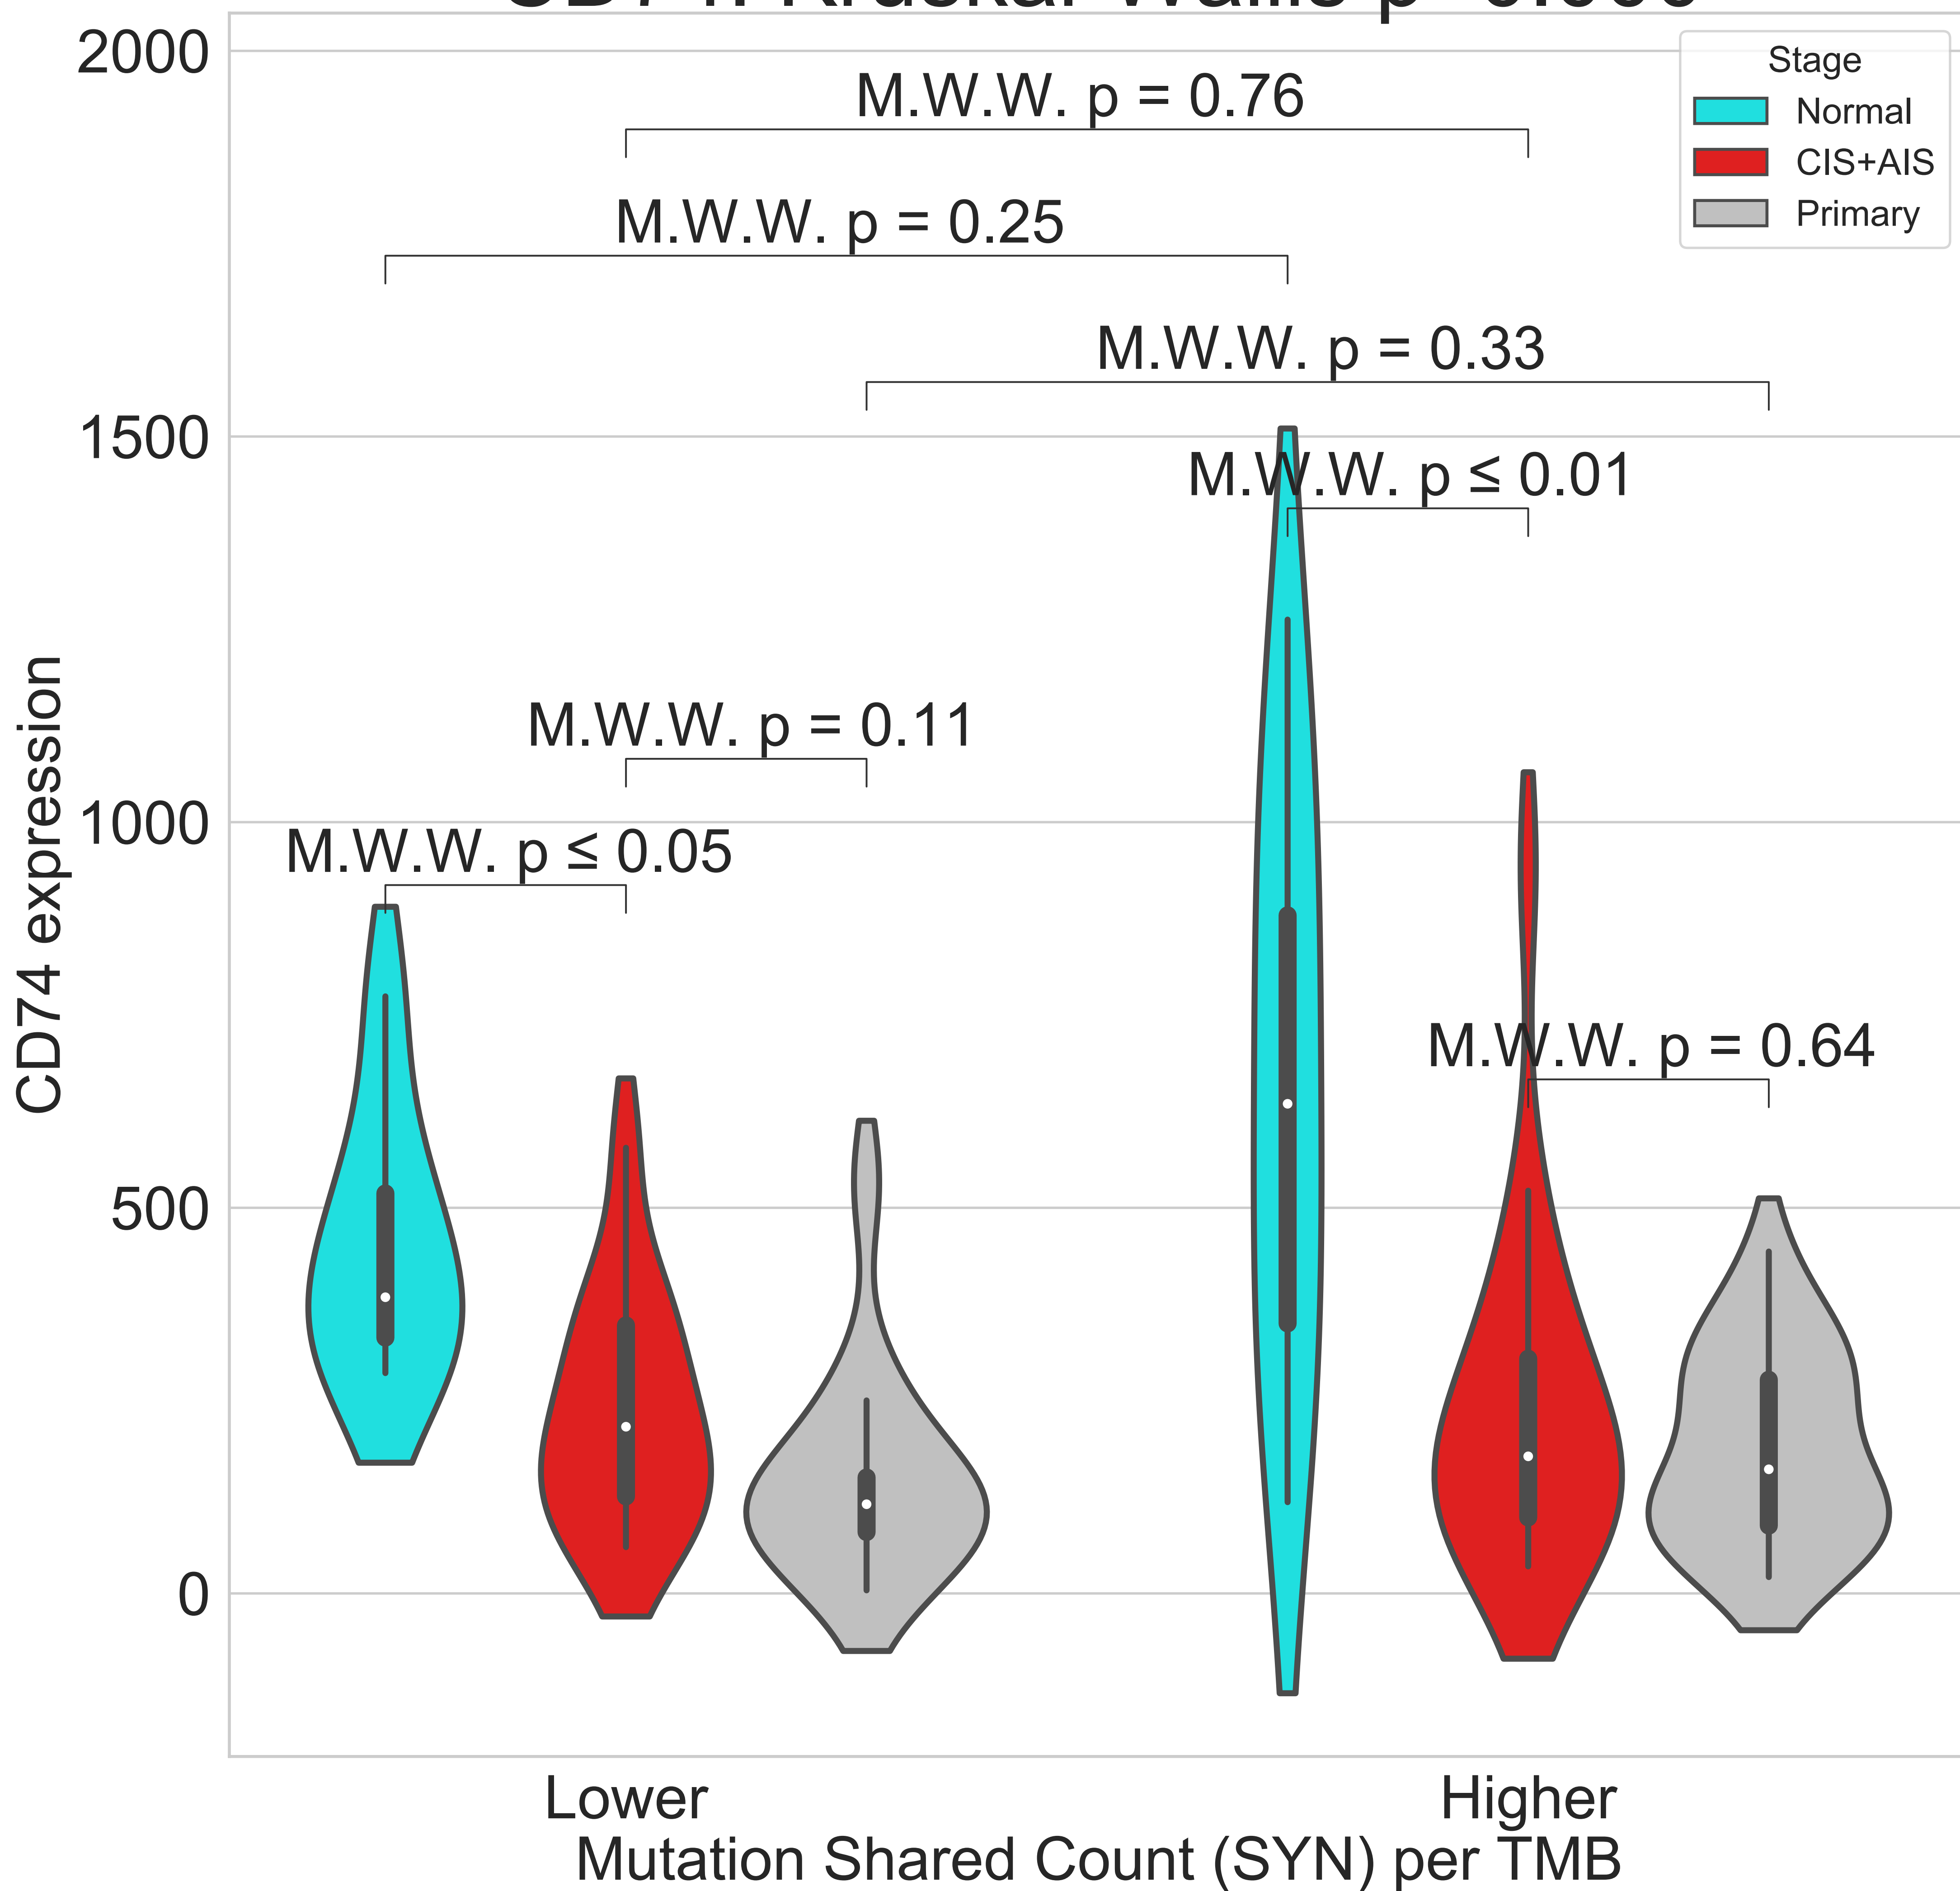 2000
1500
1000
500
0
CD74 expression
M.W.W. p = 0.76
M.W.W. p = 0.25
M.W.W. p = 0.33
M.W.W. p ≤ 0.01
M.W.W. p = 0.11
M.W.W. p ≤ 0.05
M.W.W. p = 0.64
Stage
Normal
CIS+AIS
Primary
Lower
Higher
Mutation Shared Count (SYN) per TMB